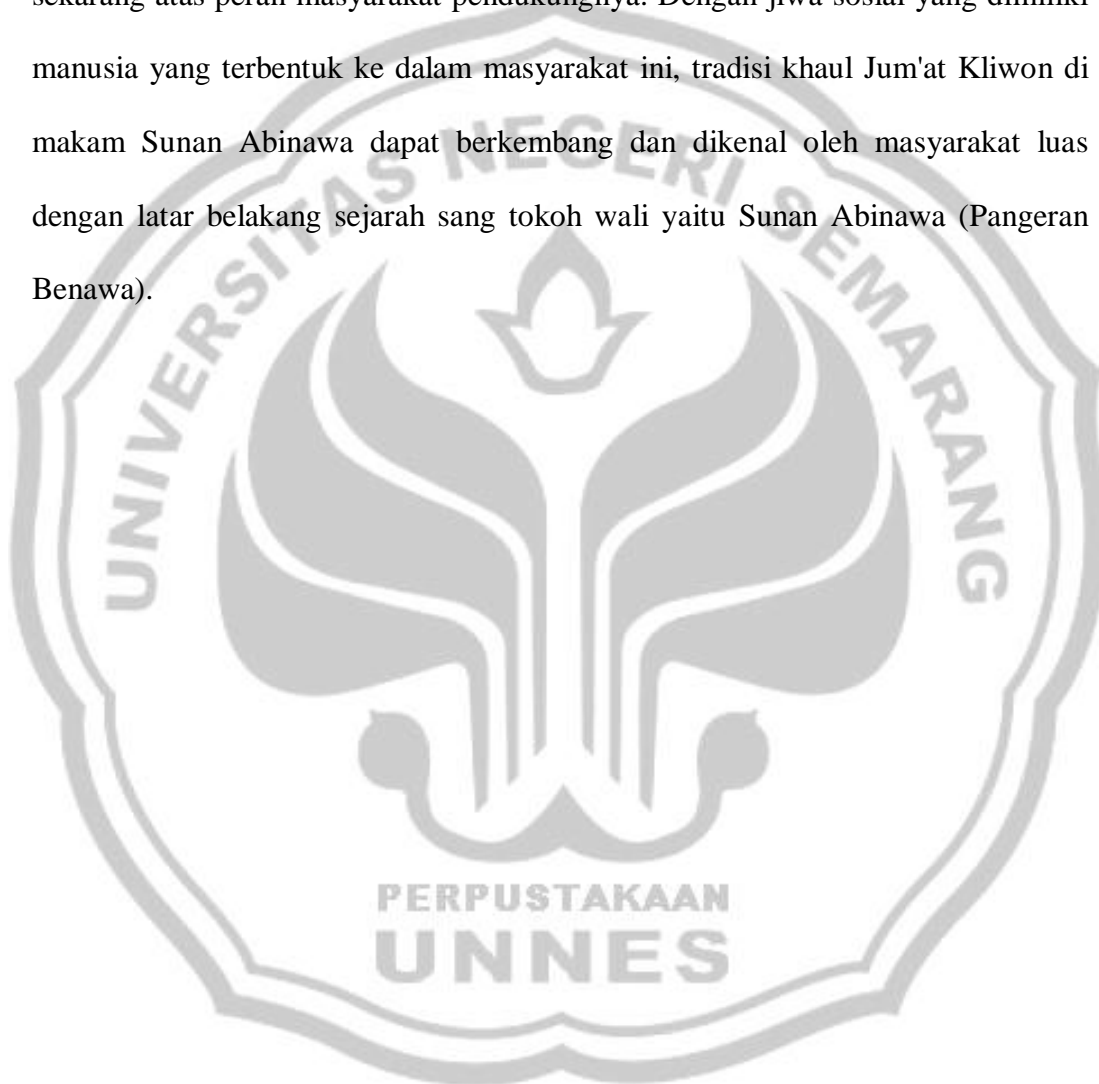 sekarang atas peran masyarakat pendukungnya. Dengan jiwa sosial yang dimiliki
manusia yang terbentuk ke dalam masyarakat ini, tradisi khaul Jum'at Kliwon di
makam Sunan Abinawa dapat berkembang dan dikenal oleh masyarakat luas
dengan latar belakang sejarah sang tokoh wali yaitu Sunan Abinawa (Pangeran
Benawa).
UNIVERSITAS NEGERI SEMARANG
PERPUSTAKAAN
UNNES